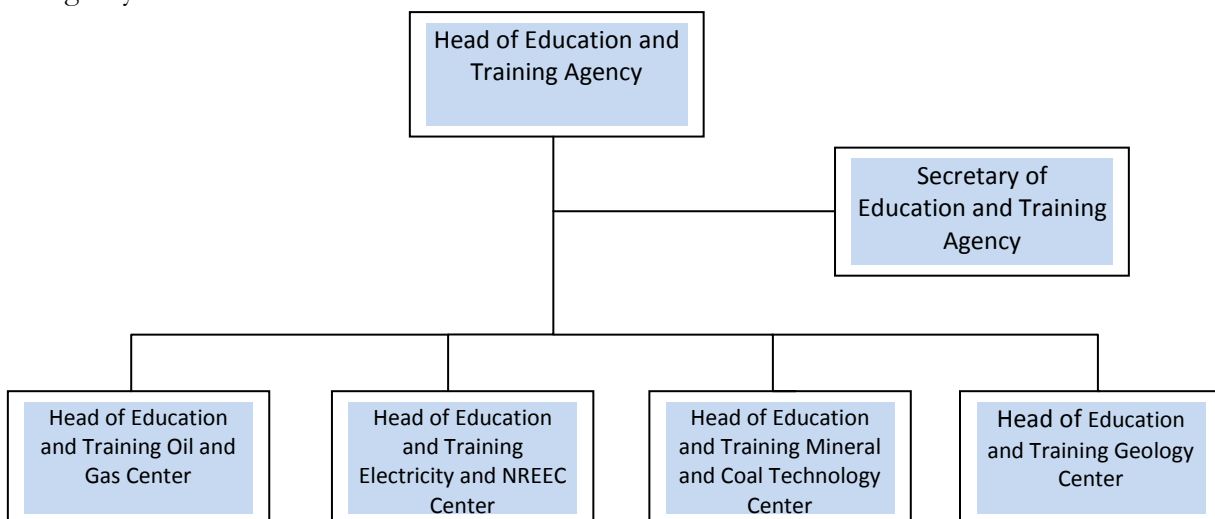 Head of Education and
Training Agency
Secretary of
Education and Training
Agency
Head of Education
and Training Oil and
Gas Center
Head of Education
and Training
Electricity and NREEC
Center
Head of Education
and Training Mineral
and Coal Technology
Center
Head of Education
and Training Geology
Center